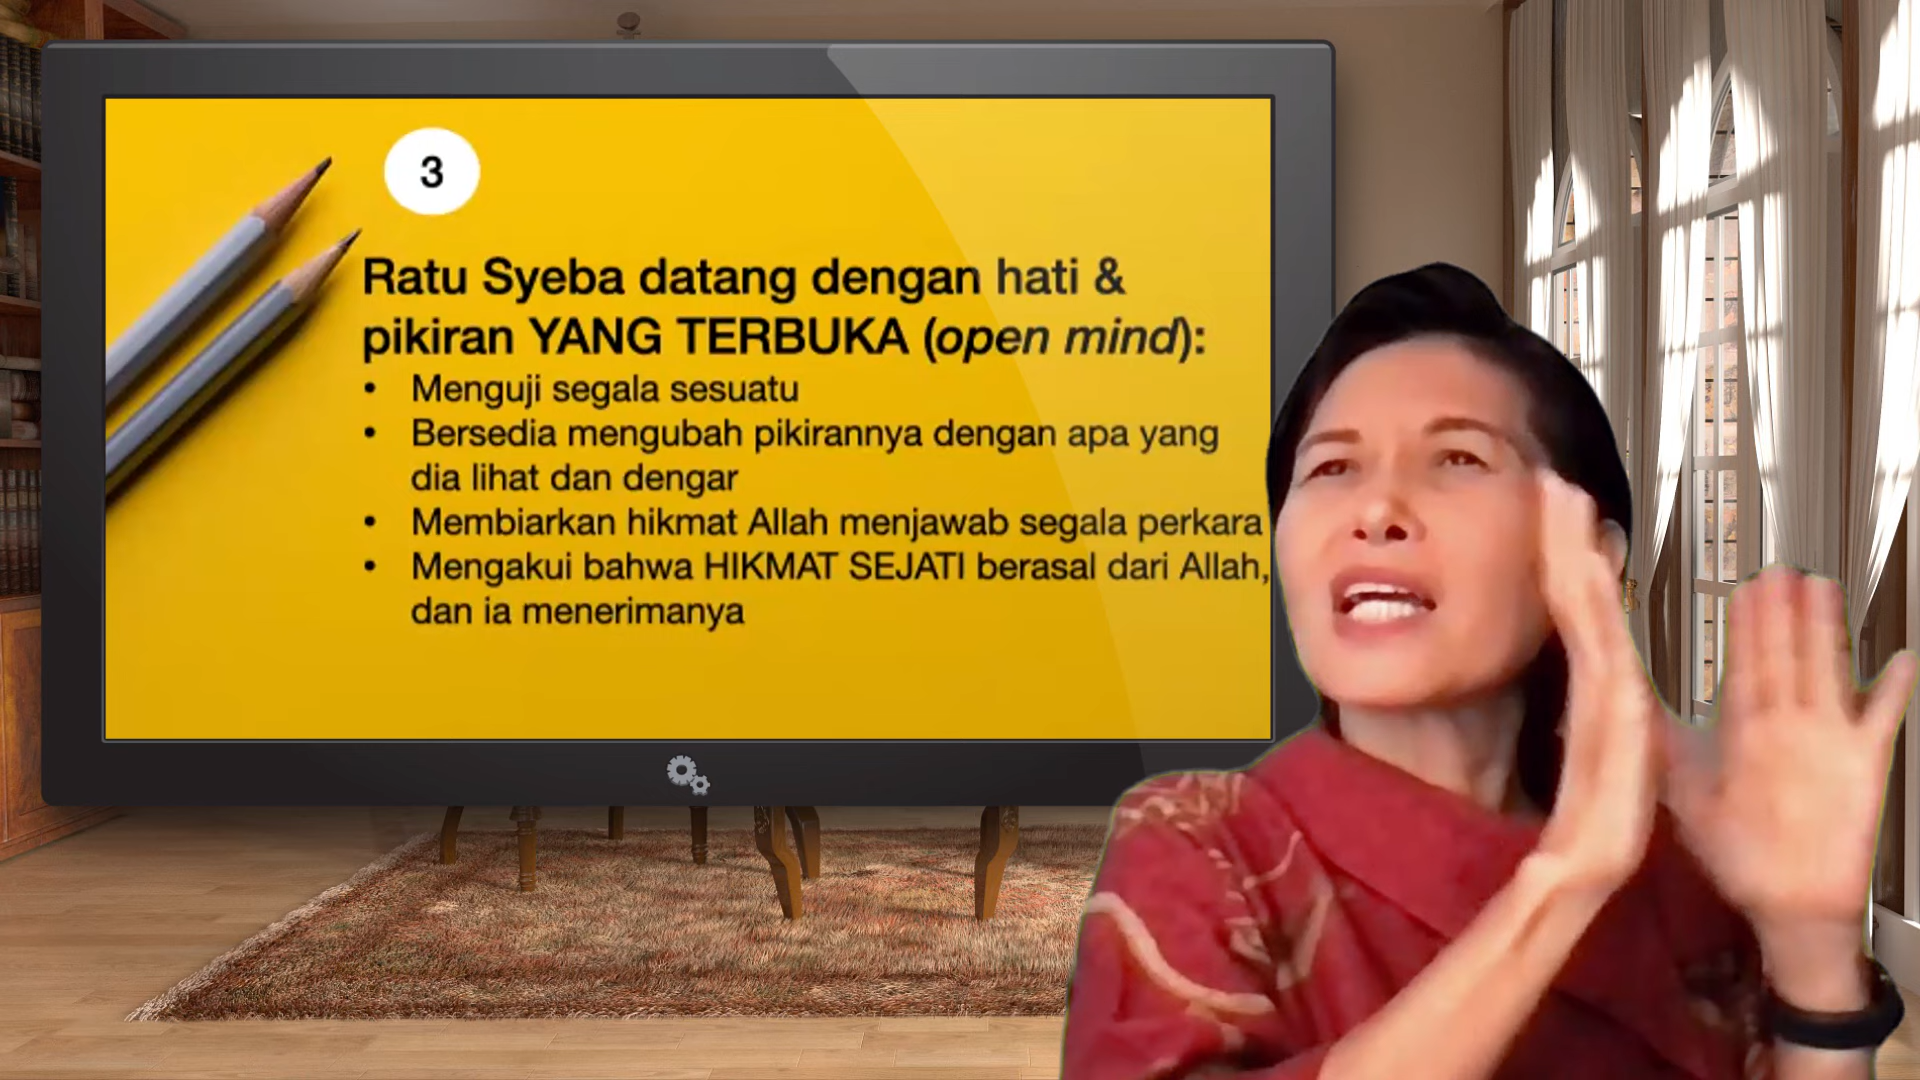 3
Ratu Syeba datang dengan hati &
pikiran YANG TERBUKA (open mind):
• Menguji segala sesuatu
• Bersedia mengubah pikirannya dengan apa yang
dia lihat dan dengar
• Membiarkan hikmat Allah menjawab segala perkara
• Mengakui bahwa HIKMAT SEJATI berasal dari Allah,
dan ia menerimanya